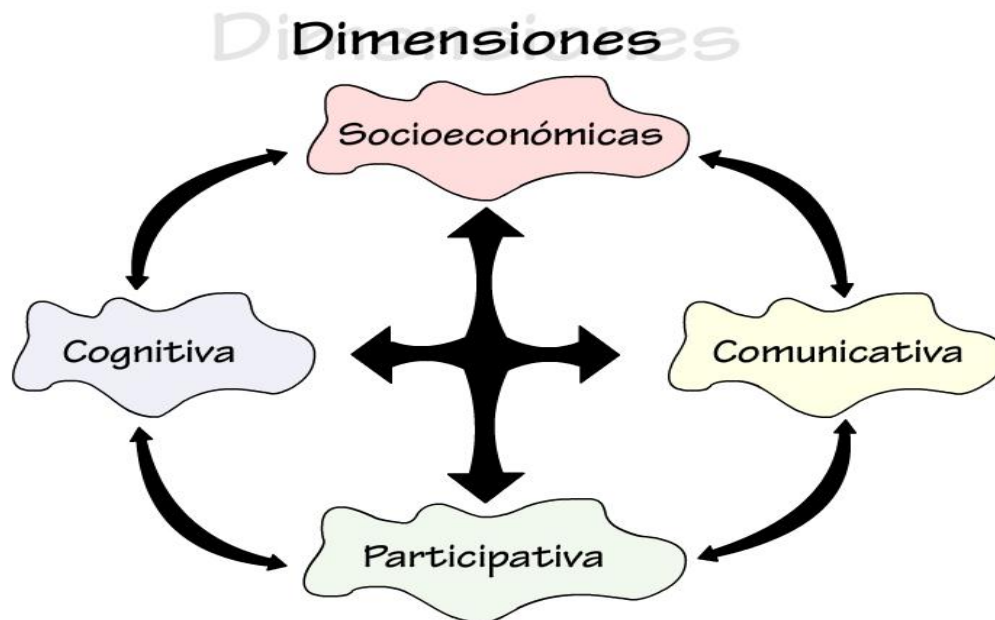 Dimensiones
Socioeconómicas
Cognitiva
Comunicativa
Participativa